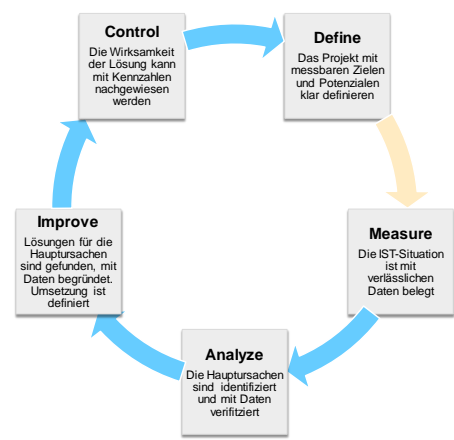 Control
Die Wirksamkeit
der Lösung kann
mit Kennzahlen
nachgewiesen
werden
Define
Das Projekt mit
messbaren Zielen
und Potenzialen
klar definieren
Measure
Die IST-Situation
ist mit
verlässlichen
Daten belegt
Analyze
Die Hauptursachen
sind identifiziert
und mit Daten
verifitziert
Improve
Lösungen für die
Hauptursachen
sind gefunden, mit
Daten begründet.
Umsetzung ist
definiert